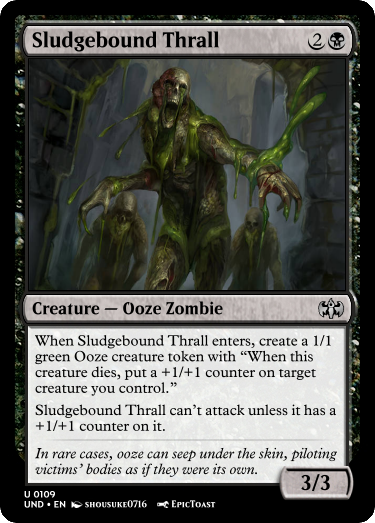 Sludgebound Thrall 2
Creature — Ooze Zombie
When Sludgebound Thrall enters, create a 1/1
green Ooze creature token with “When this
creature dies, put a +1/+1 counter on target
creature you control.”
Sludgebound Thrall can’t attack unless it has a
+1/+1 counter on it.
In rare cases, ooze can seep under the skin, piloting
victims’ bodies as if they were its own.
3/3
U 0109
UND • EN shousuke0716 EpicToast